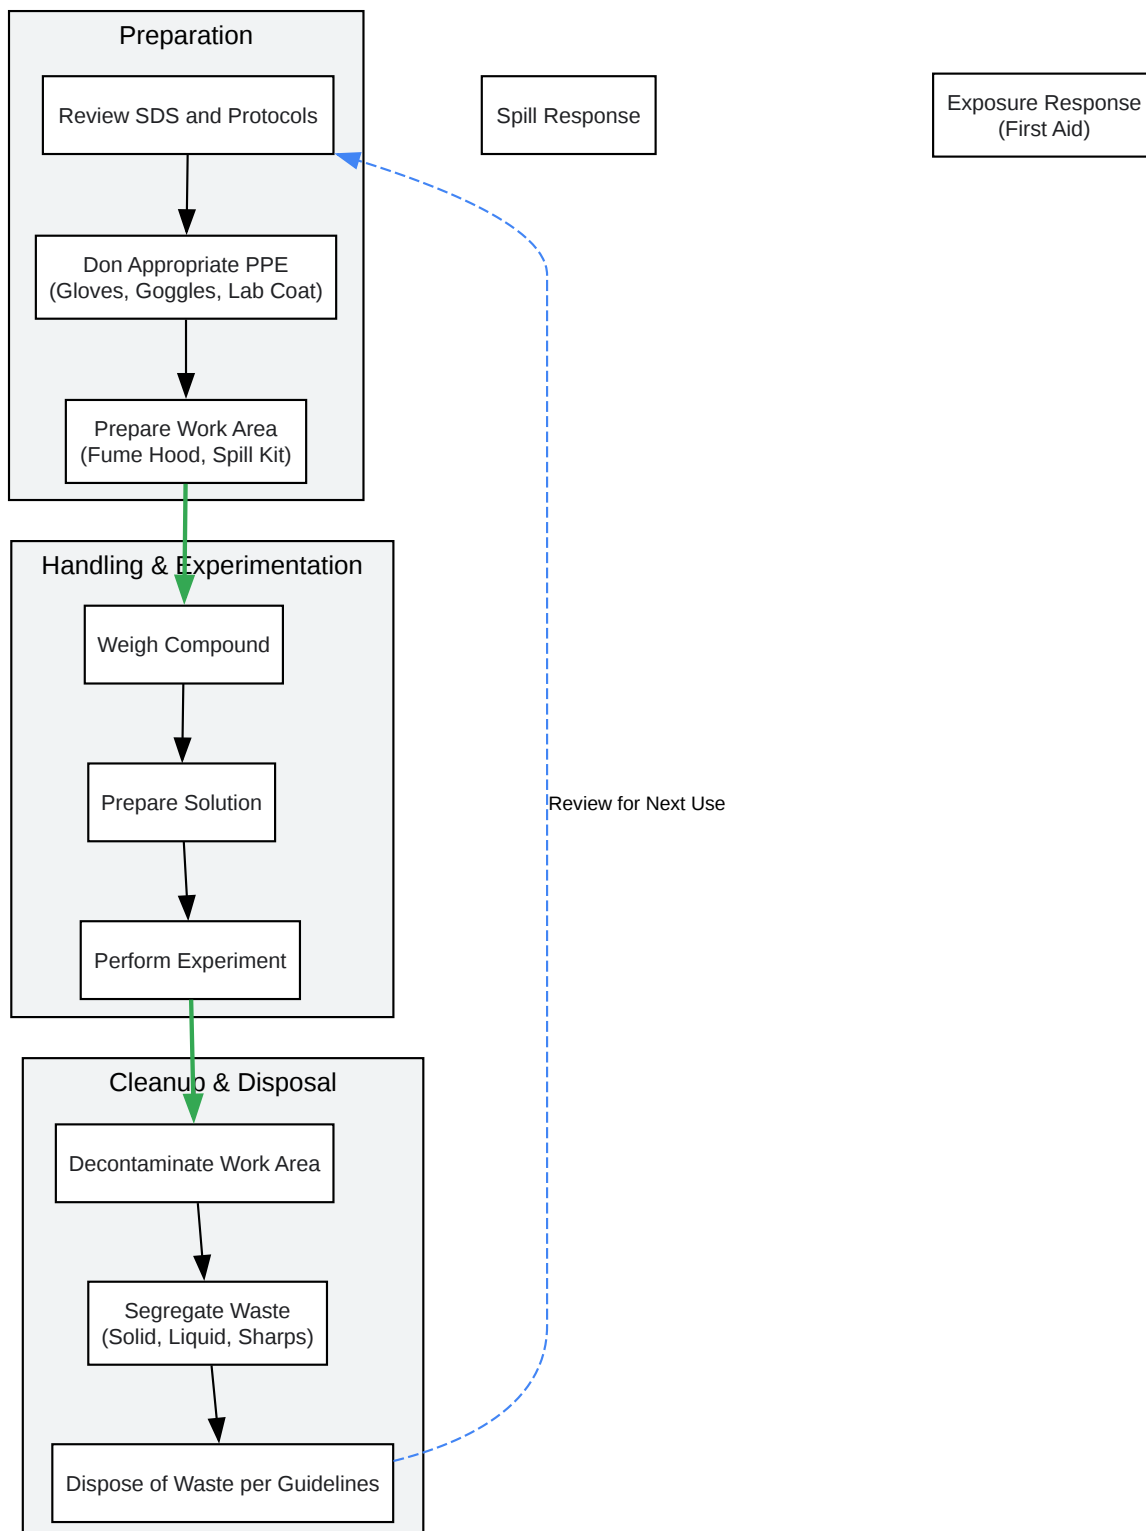 Preparation
Review SDS and Protocols
Spill Response
Exposure Response
(First Aid)
Don Appropriate PPE
(Gloves, Goggles, Lab Coat)
Prepare Work Area
(Fume Hood, Spill Kit)
Handling & Experimentation
Weigh Compound
Prepare Solution
Review for Next Use
Perform Experiment
Cleanup & Disposal
Decontaminate Work Area
Segregate Waste
(Solid, Liquid, Sharps)
Dispose of Waste per Guidelines